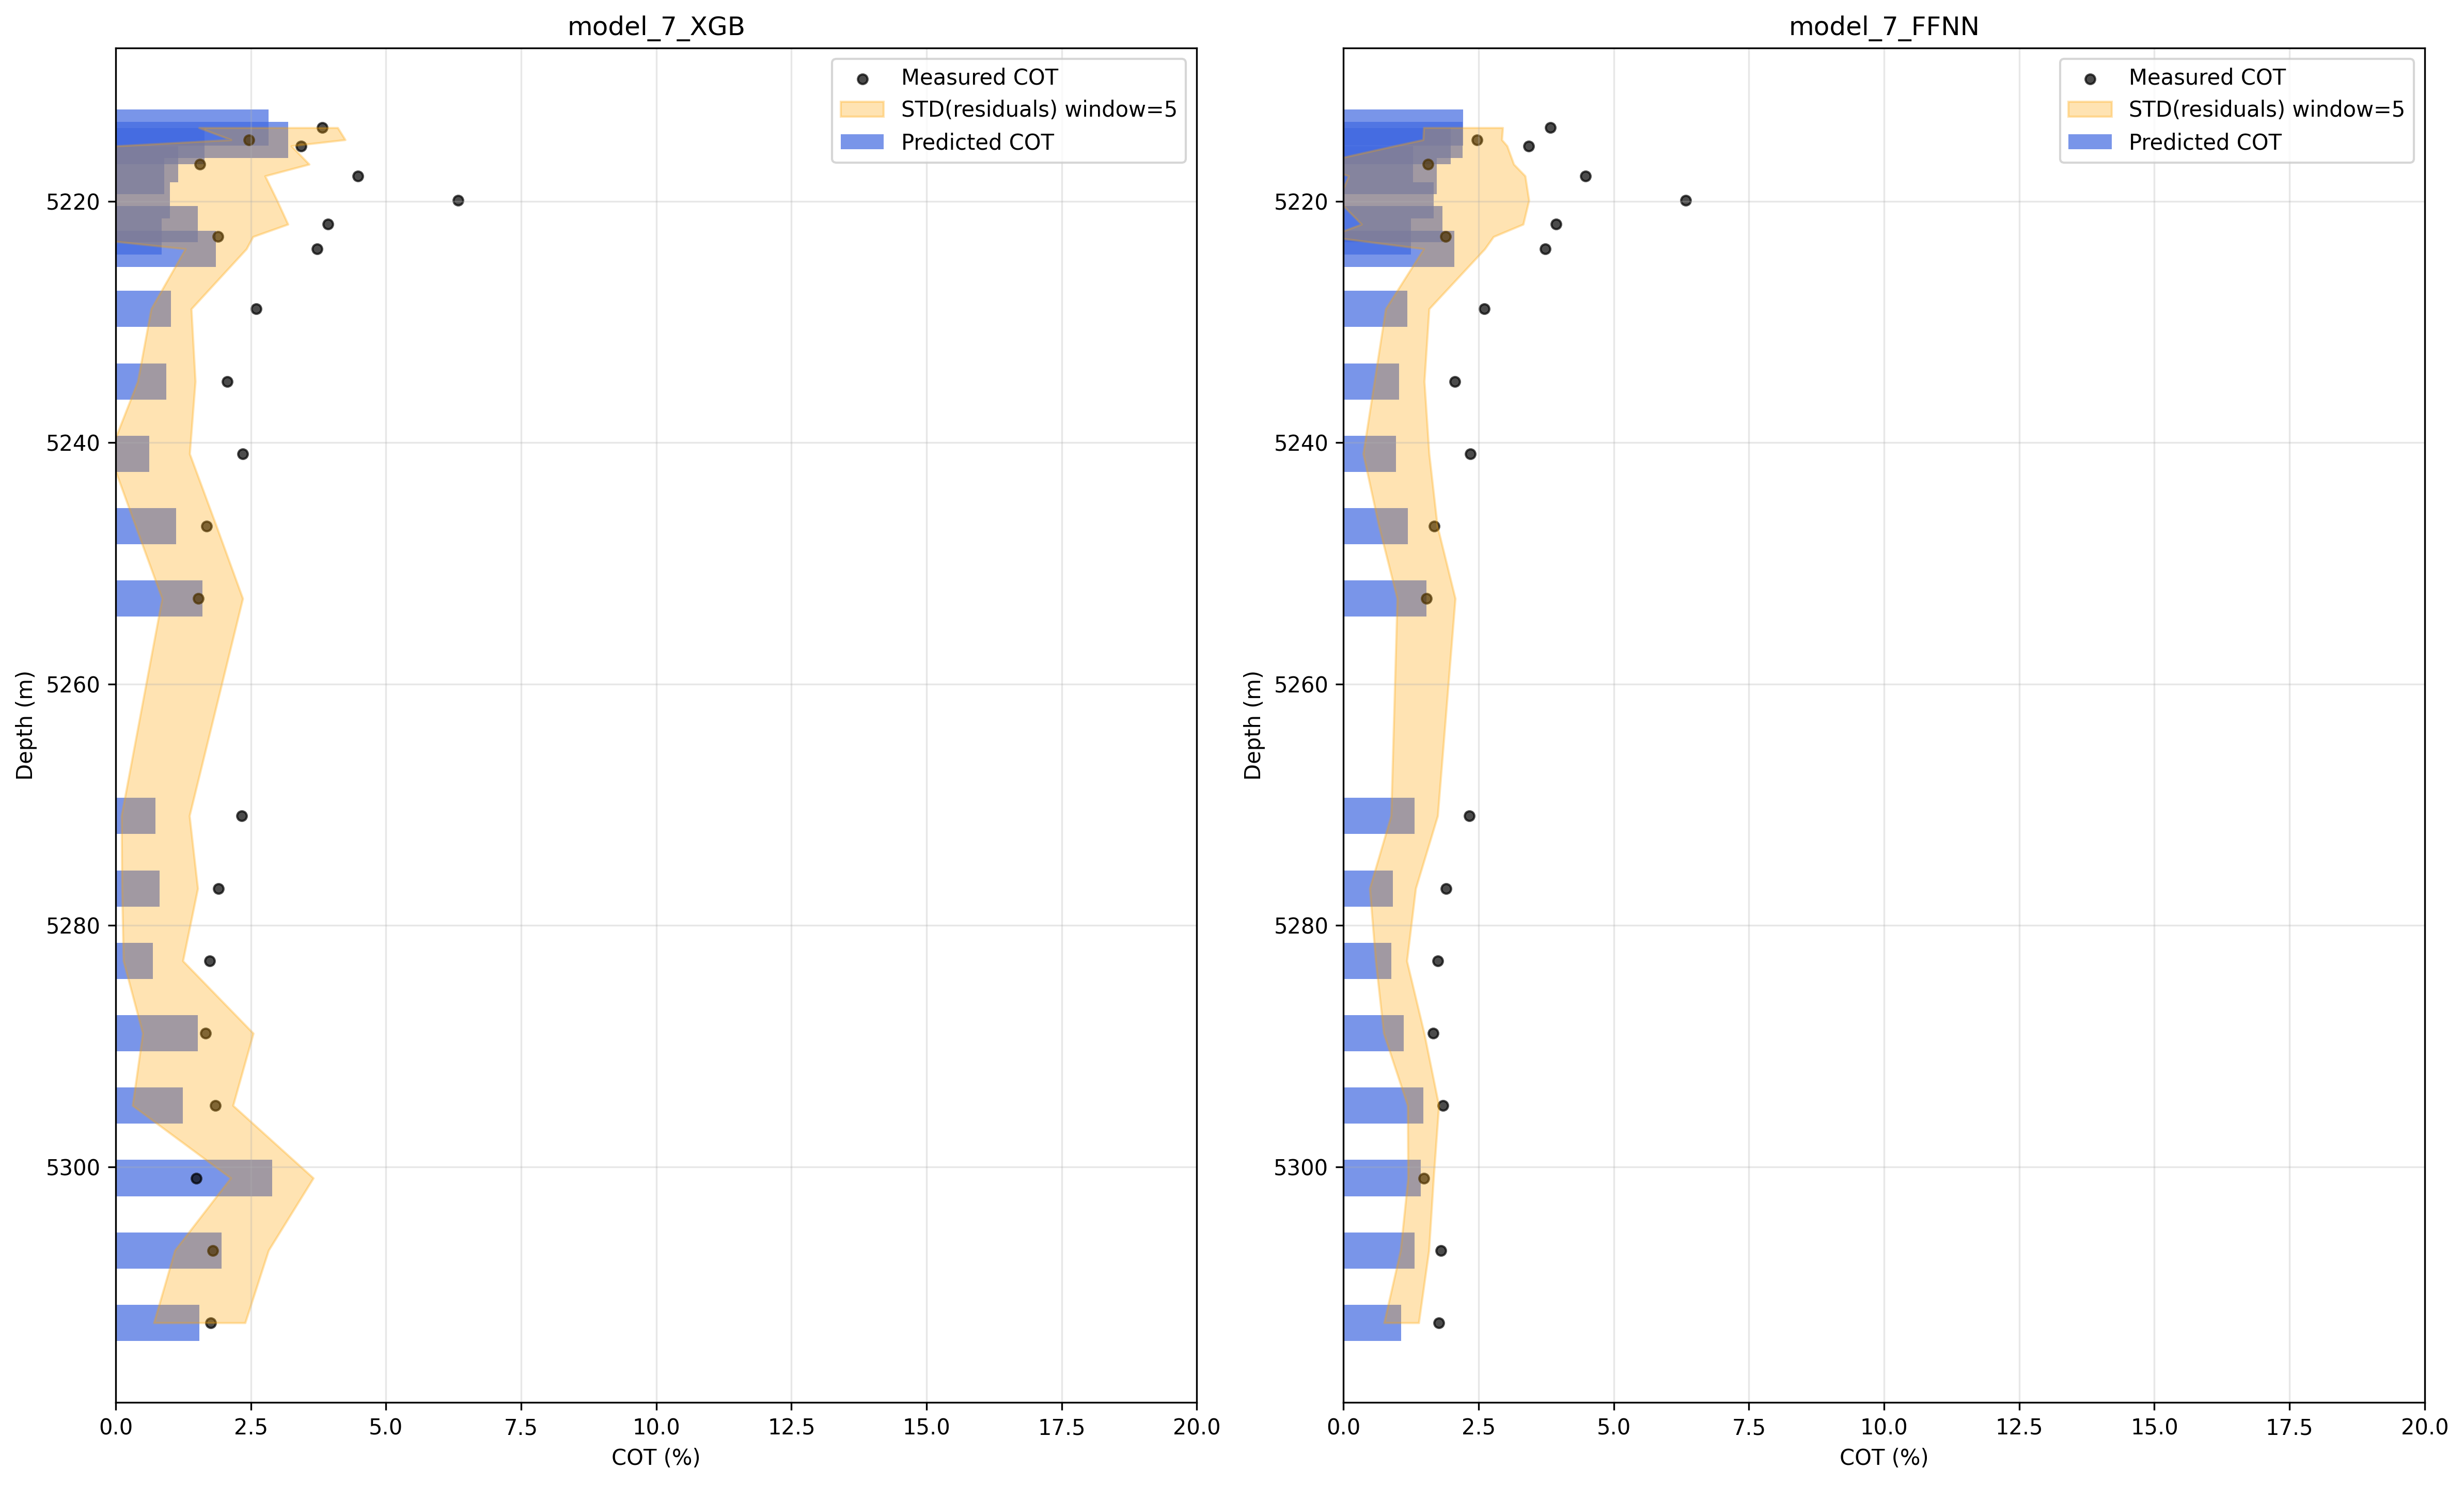 model_7_XGB
Measured COT
STD(residuals) window=5
Predicted COT
Depth (m)
5220
5240
5260
5280
5300
0.0 2.5 5.0 7.5 10.0 12.5 15.0 17.5 20.0
COT (%)
model_7_FFNN
Measured COT
STD(residuals) window=5
Predicted COT
Depth (m)
5220
5240
5260
5280
5300
0.0 2.5 5.0 7.5 10.0 12.5 15.0 17.5 20.0
COT (%)